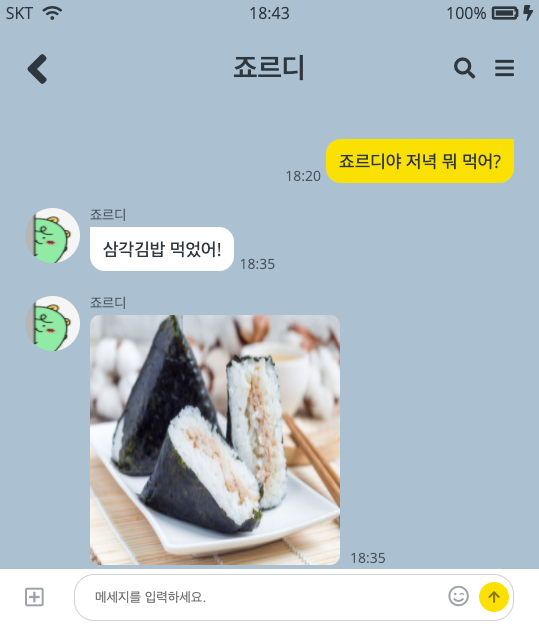 SKT 18:43 100%
죠르디
죠르디야 저녁 뭐 먹어?
18:20
죠르디
삼각김밥 먹었어!
18:35
죠르디
18:35
메세지를 입력하세요.